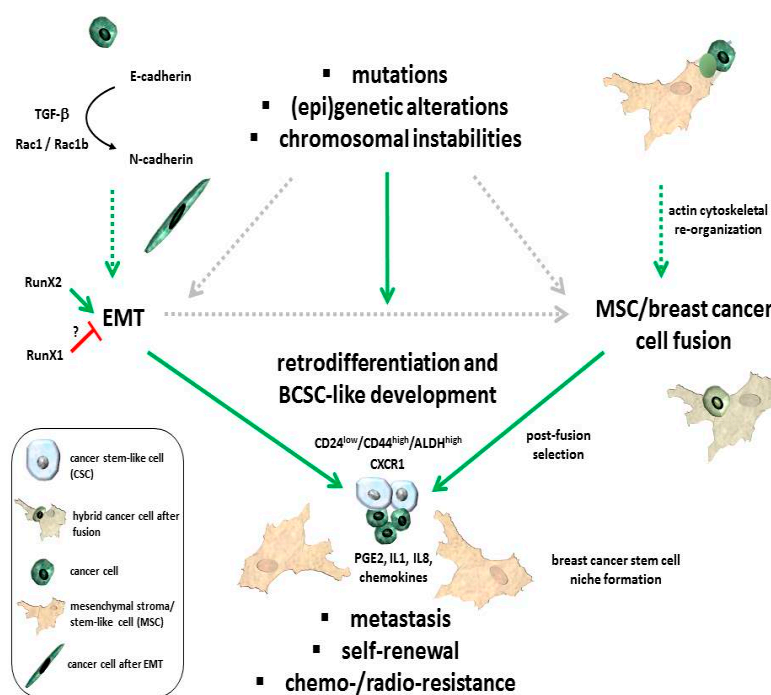 E-cadherin
TGF-β
Rac1 / Rac1b
N-cadherin
▪ mutations
▪ (epi)genetic alterations
▪ chromosomal instabilities
actin cytoskeletal
re-organization
RunX2
EMT
?
RunX1
MSC/breast cancer
cell fusion
retrodifferentiation and
BCSC-like development
CD24low/CD44high/ALDHhigh
CXCR1
post-fusion
selection
PGE2, IL1, IL8,
chemokines
breast cancer stem cell
niche formation
▪ metastasis
▪ self-renewal
▪ chemo-/radio-resistance
cancer stem-like cell
(CSC)
hybrid cancer cell after
fusion
cancer cell
mesenchymal stroma/
stem-like cell (MSC)
cancer cell after EMT